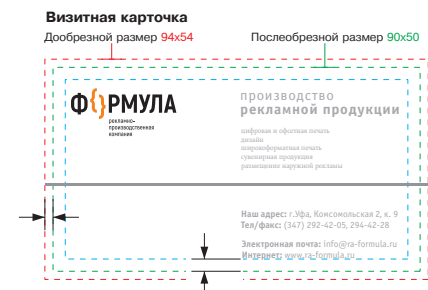 Визитная карточка
Дообрезной размер 94x54
Послеобрезной размер 90x50
Ф{}РМУЛА
рекламно-
производственная
компания
производство
рекламной продукции
цифровая и офсетная печать
дизайн
широкоформатная печать
сувенирная продукция
размещение наружной рекламы
Наш адрес: г.Уфа, Комсомольская 2, к. 9
Тел/факс: (347) 292-42-05, 294-42-28
Электронная почта: info@ra-formula.ru
Интернет: www.ra-formula.ru